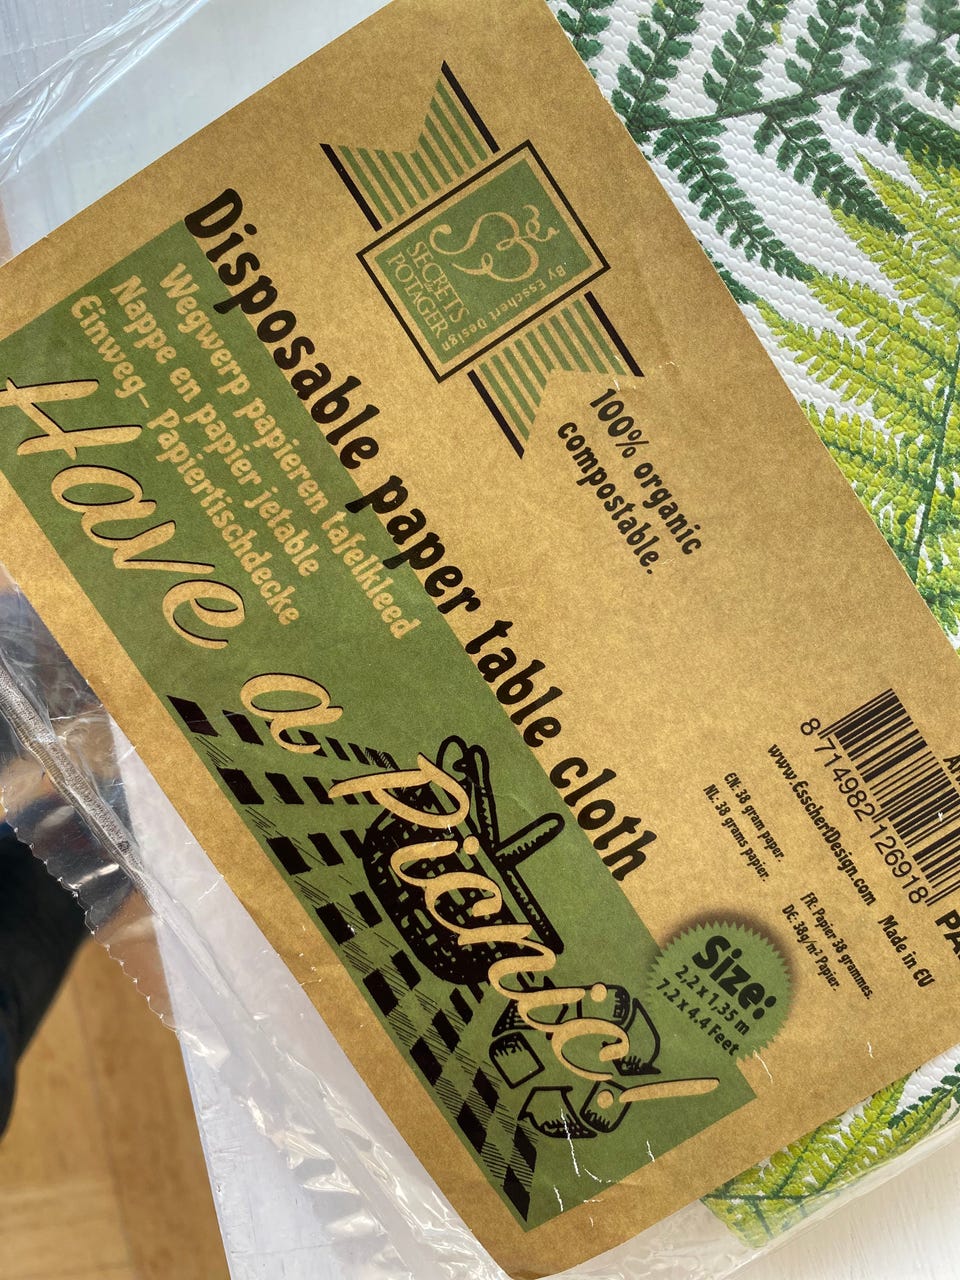 SECRETS
du
POTAGER
By Esschert Design
Disposable paper table cloth
Wegwerp papieren tafelkleed
Nappe en papier jetable
Einweg- Papiertischdecke
Have a Picnic!
100% organic
compostable.
8 714982 126918
www.EsschertDesign.com Made in EU
EN: 38 gram paper.
NL: 38 grams papier.
FR: Papier 38 grammes.
DE: 38g/m² Papier.
Size:
2,2 x 1,35 m
7.2 x 4.4 Feet